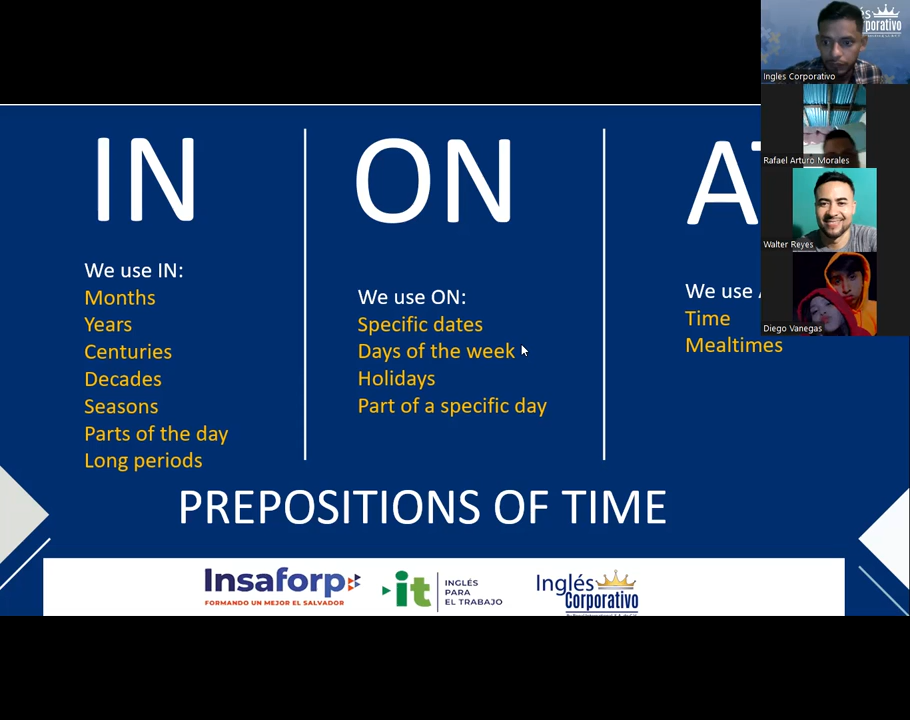 IN
We use IN:
Months
Years
Centuries
Decades
Seasons
Parts of the day
Long periods
ON
We use ON:
Specific dates
Days of the week
Holidays
Part of a specific day
We use
Time
Mealtimes
PREPOSITIONS OF TIME
Insaforp
FORMANDO UN MEJOR EL SALVADOR
it
INGLÉS
PARA
EL TRABAJO
Inglés
Corporativo
Ingles Corporativo
Rafael Arturo Morales
Walter Reyes
Diego Vanegas